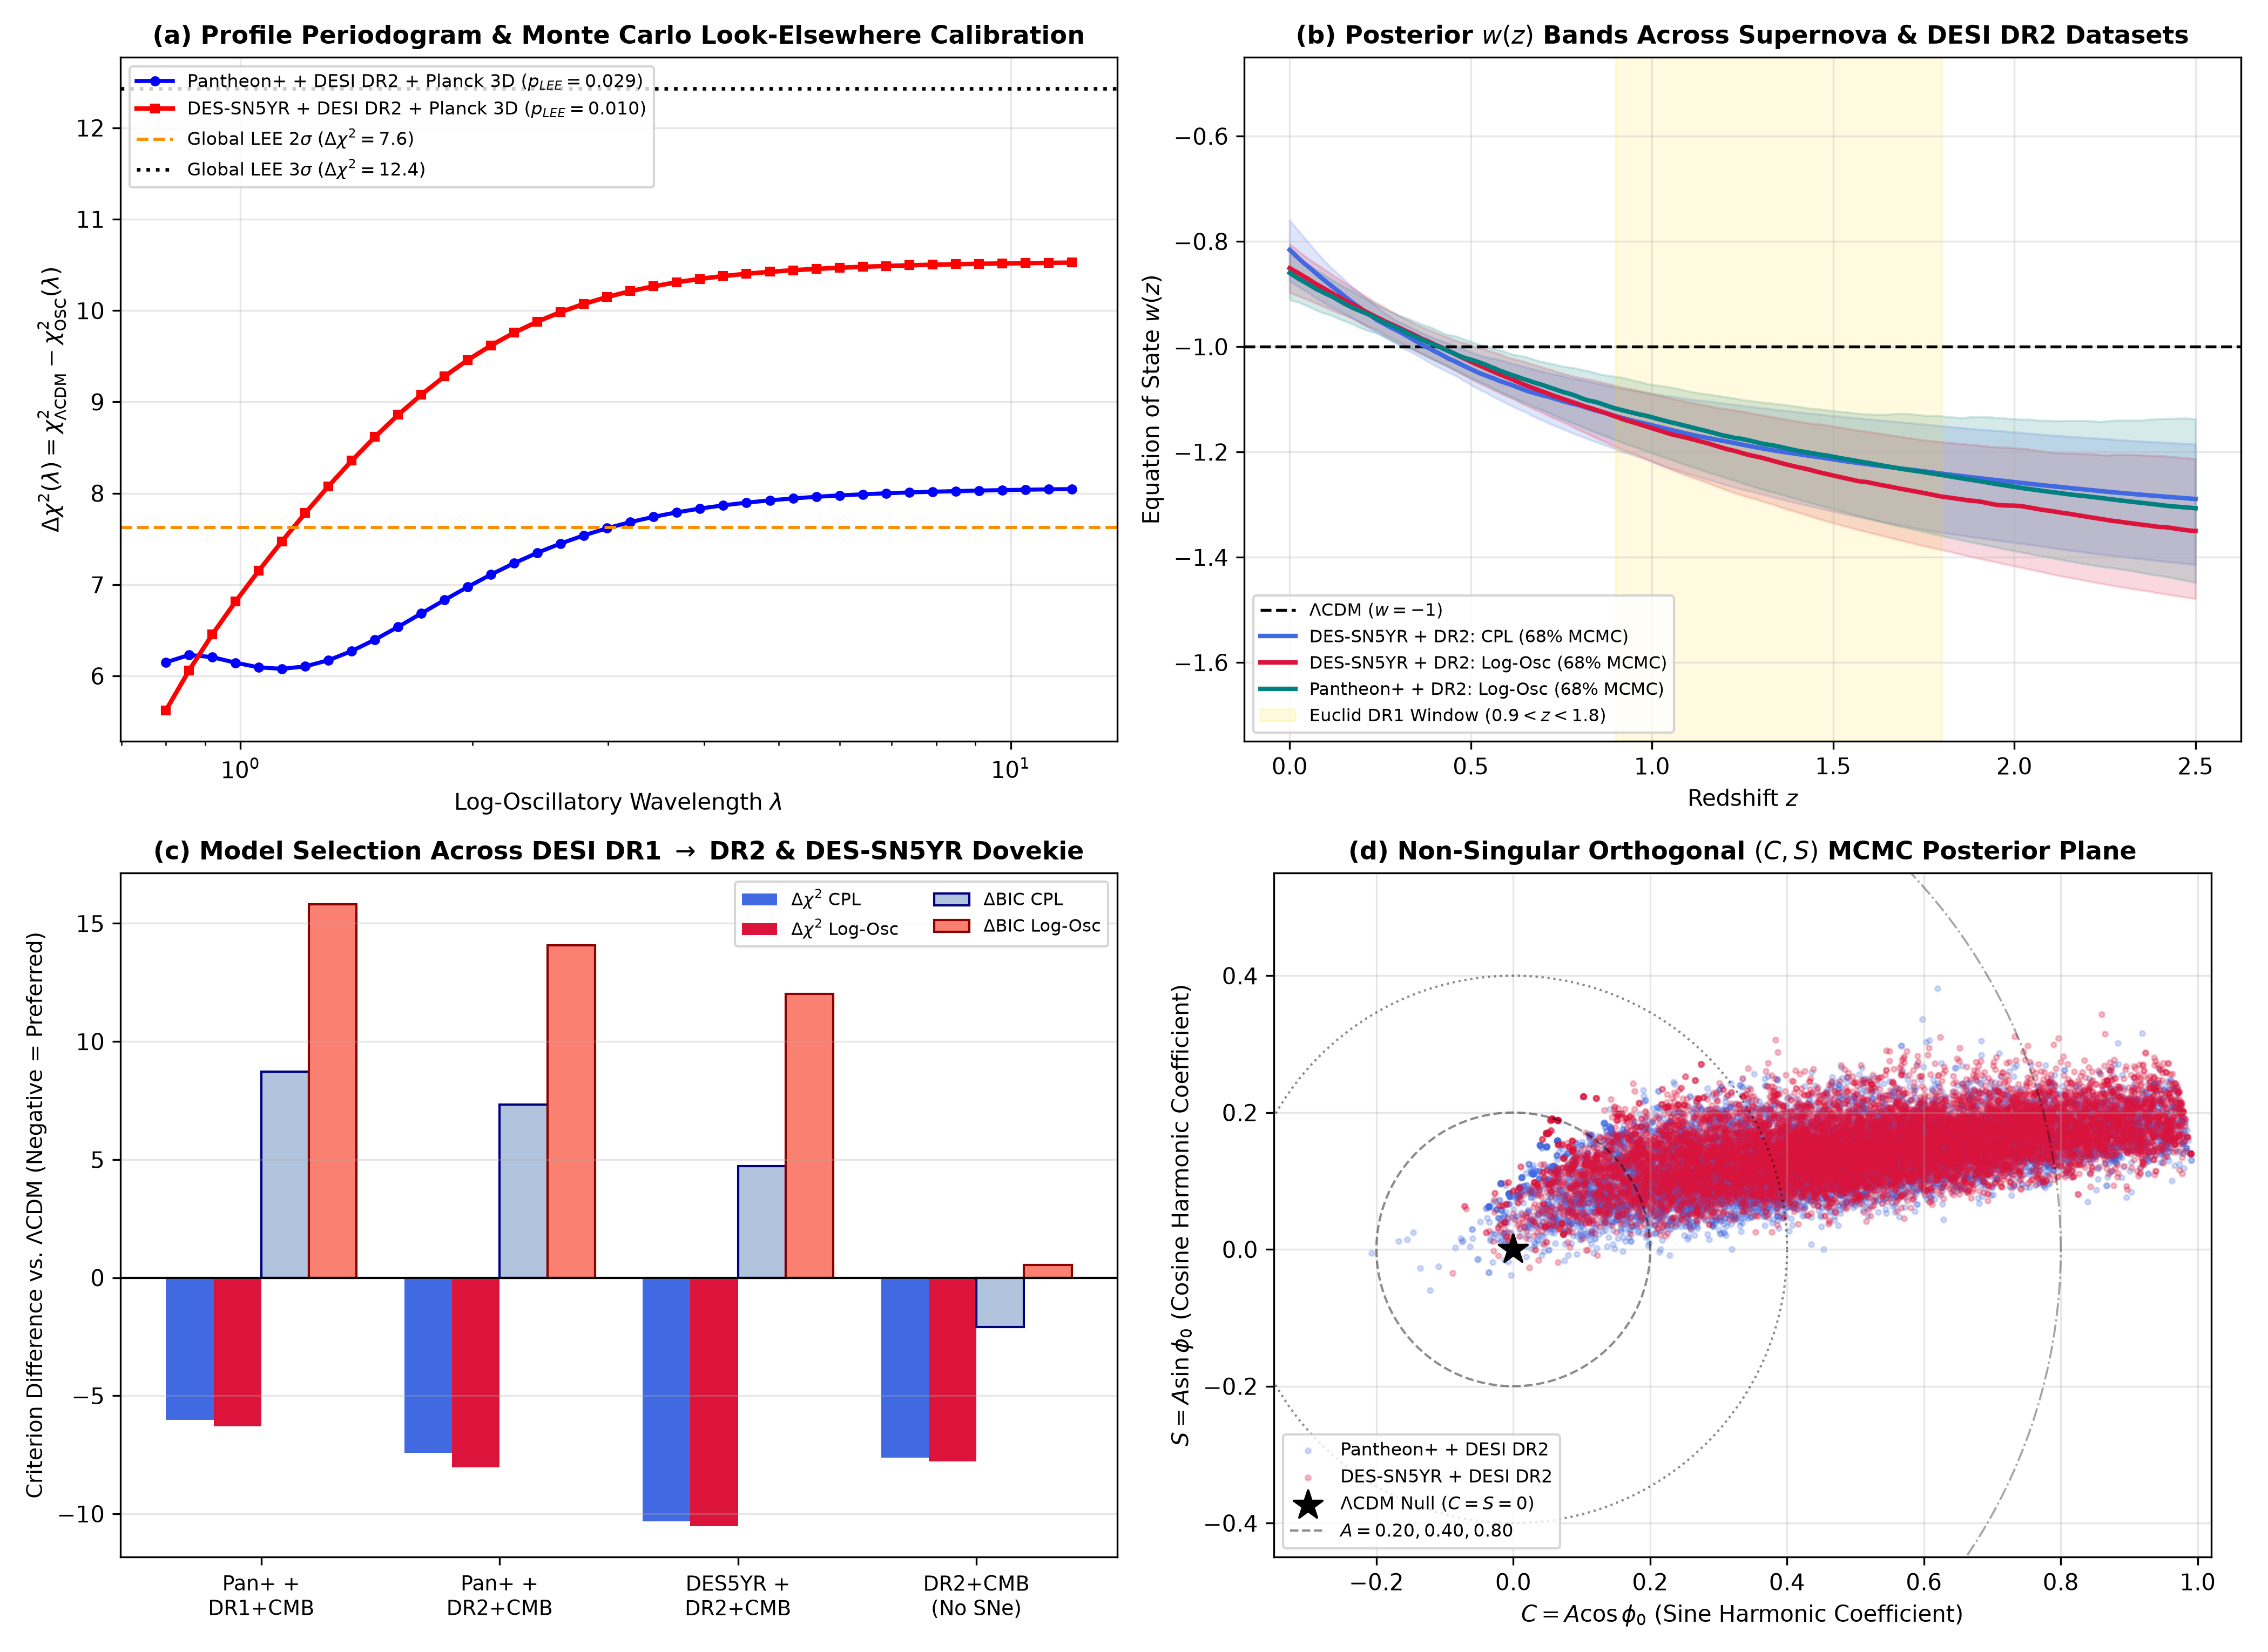 (a) Profile Periodogram & Monte Carlo Look-Elsewhere Calibration
Pantheon+ + DESI DR2 + Planck 3D (p_LEE = 0.029)
DES-SN5YR + DESI DR2 + Planck 3D (p_LEE = 0.010)
Global LEE 2σ (Δχ² = 7.6)
Global LEE 3σ (Δχ² = 12.4)
12
11
10
9
8
7
6
Δχ²(λ) = χ²_ΛCDM − χ²_OSC(λ)
10⁰
10¹
Log-Oscillatory Wavelength λ
(b) Posterior w(z) Bands Across Supernova & DESI DR2 Datasets
−0.6
−0.8
−1.0
−1.2
−1.4
−1.6
Equation of State w(z)
ΛCDM (w = −1)
DES-SN5YR + DR2: CPL (68% MCMC)
DES-SN5YR + DR2: Log-Osc (68% MCMC)
Pantheon+ + DR2: Log-Osc (68% MCMC)
Euclid DR1 Window (0.9 < z < 1.8)
0.0
0.5
1.0
1.5
2.0
2.5
Redshift z
(c) Model Selection Across DESI DR1 → DR2 & DES-SN5YR Dovekie
Δχ² CPL
Δχ² Log-Osc
ΔBIC CPL
ΔBIC Log-Osc
15
10
5
0
−5
−10
Criterion Difference vs. ΛCDM (Negative = Preferred)
Pan+ +
DR1+CMB
Pan+ +
DR2+CMB
DES5YR +
DR2+CMB
DR2+CMB
(No SNe)
(d) Non-Singular Orthogonal (C, S) MCMC Posterior Plane
0.4
0.2
0.0
−0.2
−0.4
S = A sin ϕ₀ (Cosine Harmonic Coefficient)
Pantheon+ + DESI DR2
DES-SN5YR + DESI DR2
ΛCDM Null (C = S = 0)
A = 0.20, 0.40, 0.80
−0.2
0.0
0.2
0.4
0.6
0.8
1.0
C = A cos ϕ₀ (Sine Harmonic Coefficient)